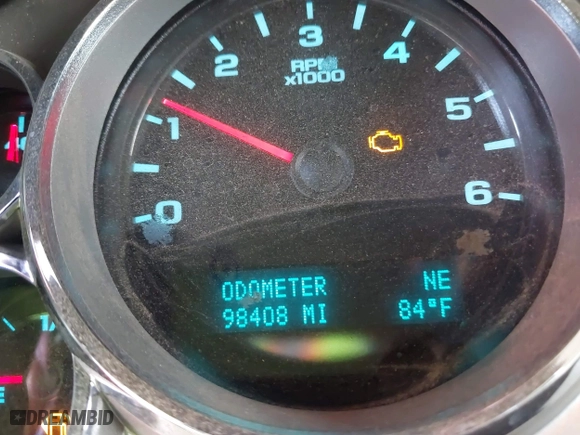 3
2
4
RPM
x1000
1
5
0
6
ODOMETER NE
98408 MI 84°F
E
DREAMBID